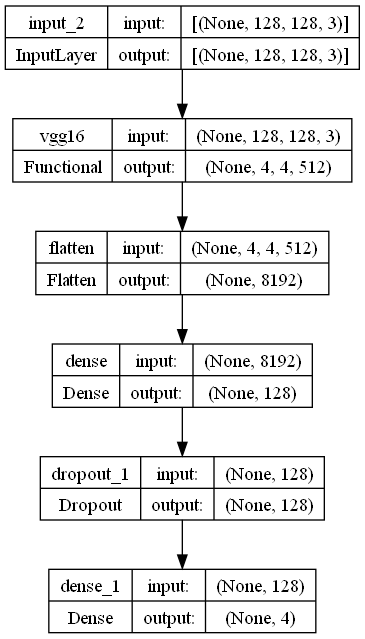 input_2 input: [(None, 128, 128, 3)]
InputLayer output: [(None, 128, 128, 3)]
vgg16 input: (None, 128, 128, 3)
Functional output: (None, 4, 4, 512)
flatten input: (None, 4, 4, 512)
Flatten output: (None, 8192)
dense input: (None, 8192)
Dense output: (None, 128)
dropout_1 input: (None, 128)
Dropout output: (None, 128)
dense_1 input: (None, 128)
Dense output: (None, 4)